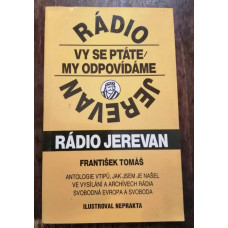 RÁDIO
VY SE PTÁTE/
MY ODPOVÍDÁME
JEREVAN
RÁDIO JEREVAN
FRANTIŠEK TOMÁŠ
ANTOLOGIE VTIPŮ, JAK JSEM JE NAŠEL
VE VYSÍLÁNÍ A ARCHÍVECH RÁDIA
SVOBODNÁ EVROPA A SVOBODA
ILUSTROVAL NEPRAKTA